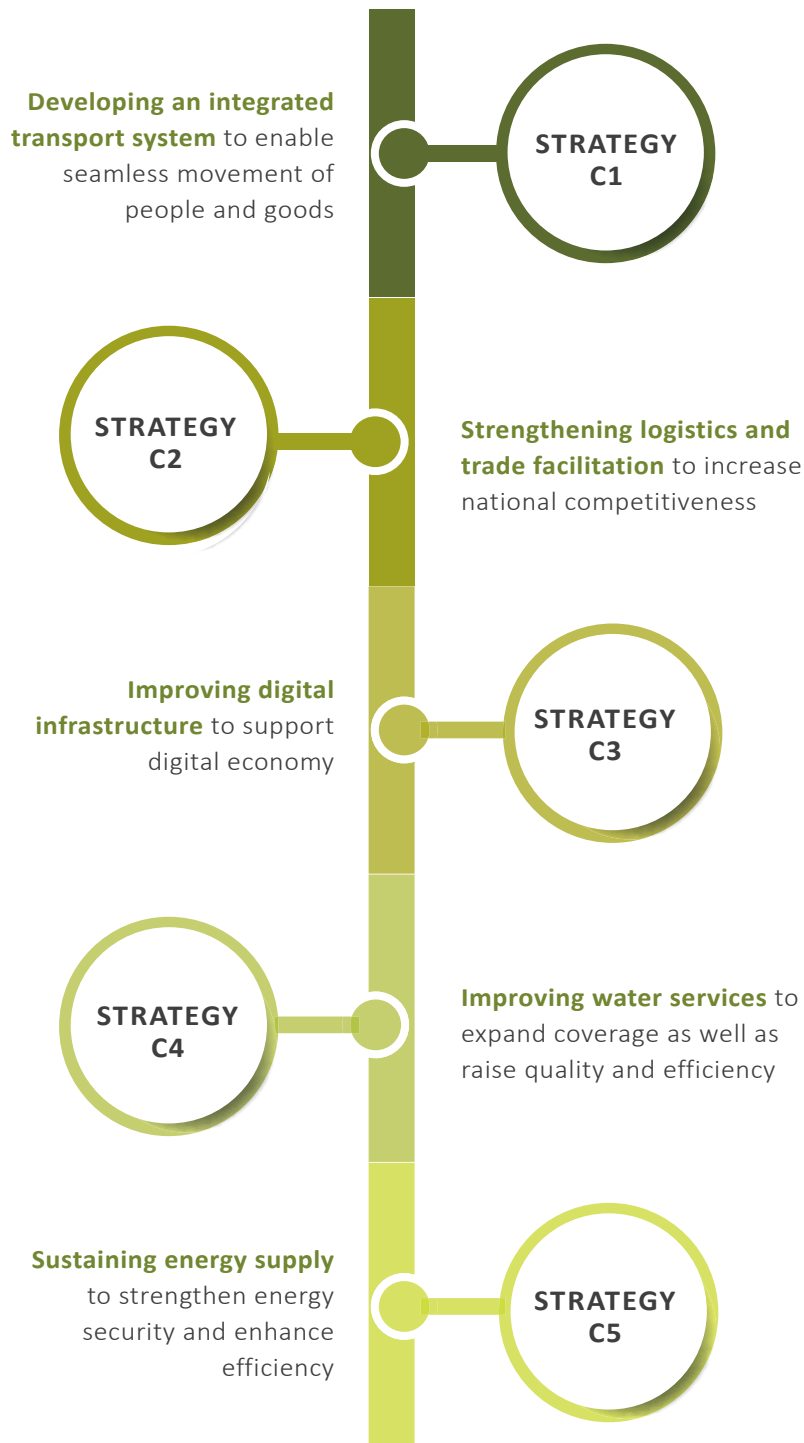 Developing an integrated
transport system to enable
seamless movement of
people and goods
STRATEGY
C1
STRATEGY
C2
Strengthening logistics and
trade facilitation to increase
national competitiveness
Improving digital
infrastructure to support
digital economy
STRATEGY
C3
STRATEGY
C4
Improving water services to
expand coverage as well as
raise quality and efficiency
Sustaining energy supply
to strengthen energy
security and enhance
efficiency
STRATEGY
C5